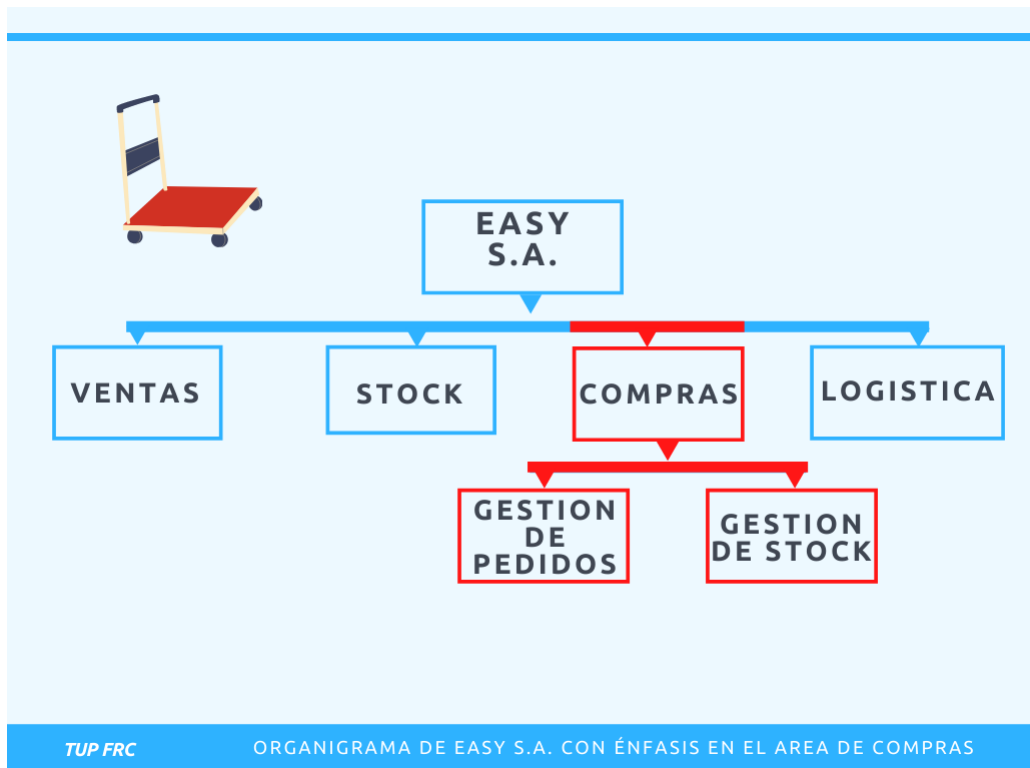 EASY
S.A.
VENTAS
STOCK
COMPRAS
LOGISTICA
GESTION
DE
PEDIDOS
GESTION
DE STOCK
TUP FRC
ORGANIGRAMA DE EASY S.A. CON ÉNFASIS EN EL AREA DE COMPRAS